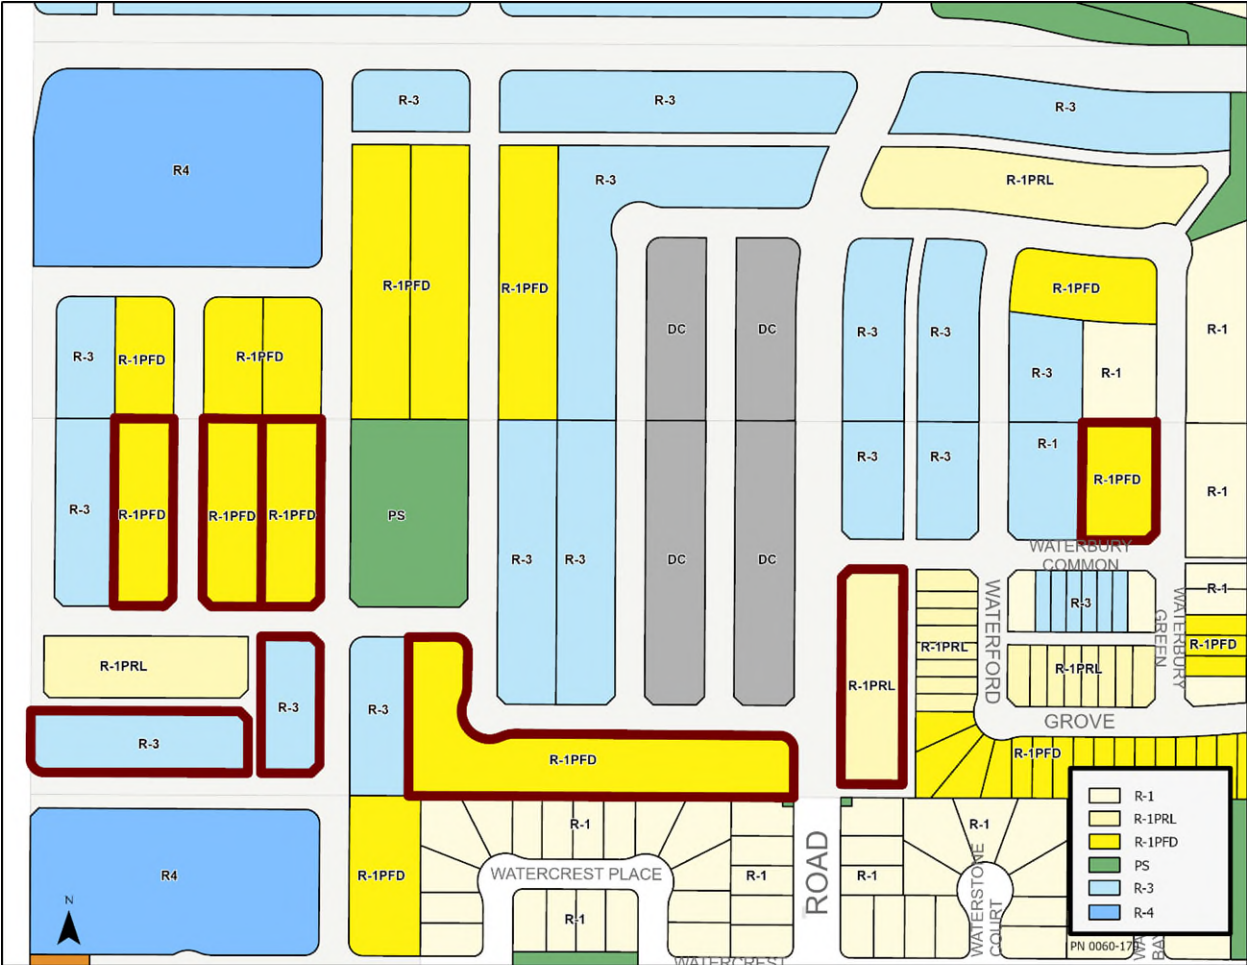 R-3
R-3
R-3
R4
R-3
R-1PRL
R-1PFD
R-1PFD
R-1PFD
DC
DC
R-3
R-3
R-1
R-3
R-1PFD
R-1PFD
R-3
R-1
R-1
R-3
R-3
R-1PFD
R-1
R-3
R-1PFD
R-1PFD
R-1PFD
PS
R-3
R-3
DC
DC
WATERBURY
COMMON
R-1
R-3
WATERFORD
WATERBURY
GREEN
R-1PRL
R-1PFD
R-1PRL
R-1PRL
R-1PRL
R-3
R-3
R-3
GROVE
R-1PFD
R-1PFD
R-1
R-1PRL
R-1PFD
PS
R-3
R-4
R-1
R-1
R4
R-1PFD
WATERCREST PLACE
R-1
R-1
ROAD
WATERSTONE
COURT
N
R-1
PN 0060-179
BAY
WATERCREST